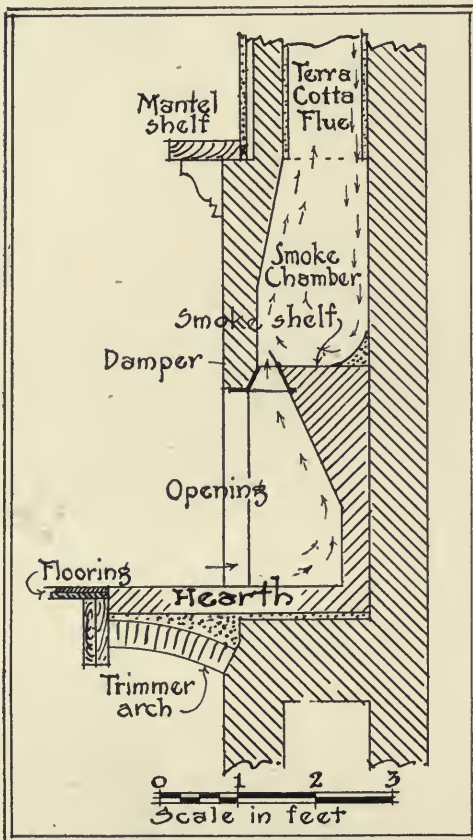 Terra
Cotta
Flue
Mantel
shelf
Smoke
Chamber
Smoke shelf
Damper
Opening
Flooring
Hearth
Trimmer
arch
0 1 2 3
Scale in feet